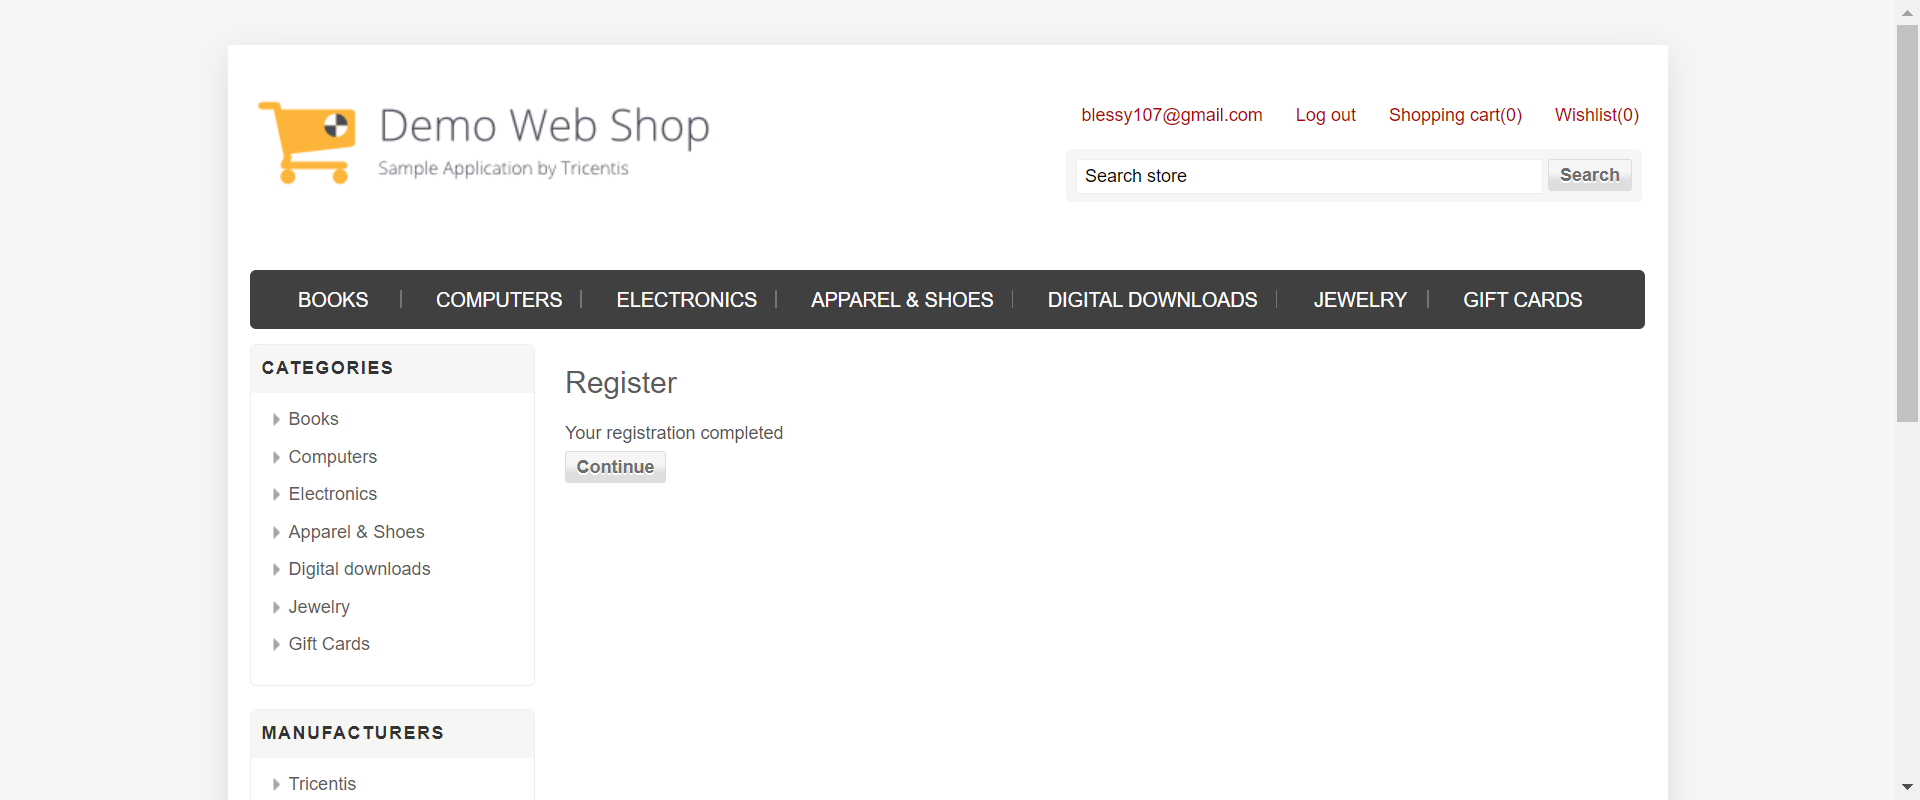 Demo Web Shop
Sample Application by Tricentis
blessy107@gmail.com Log out Shopping cart(0) Wishlist(0)
Search store Search
BOOKS COMPUTERS ELECTRONICS APPAREL & SHOES DIGITAL DOWNLOADS JEWELRY GIFT CARDS
CATEGORIES
Books
Computers
Electronics
Apparel & Shoes
Digital downloads
Jewelry
Gift Cards
MANUFACTURERS
Tricentis
Register
Your registration completed
Continue